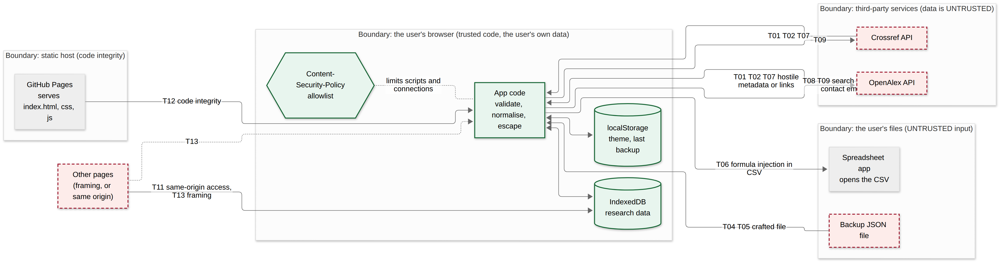 Boundary: static host (code integrity)
GitHub Pages
serves
index.html, css,
js
T12 code integrity
T13
Other pages
(framing, or
same origin)
T11 same-origin access,
T13 framing
Boundary: the user's browser (trusted code, the user's own data)
Content-
Security-Policy
allowlist
limits scripts and
connections
App code
validate,
normalise,
escape
localStorage
theme, last
backup
IndexedDB
research data
Boundary: third-party services (data is UNTRUSTED)
T01 T02 T07
T09
Crossref API
T01 T02 T07 hostile
metadata or links
T08 T09 search
contact em
OpenAlex API
Boundary: the user's files (UNTRUSTED input)
T06 formula injection in
CSV
Spreadsheet
app
opens the CSV
T04 T05 crafted file
Backup JSON
file